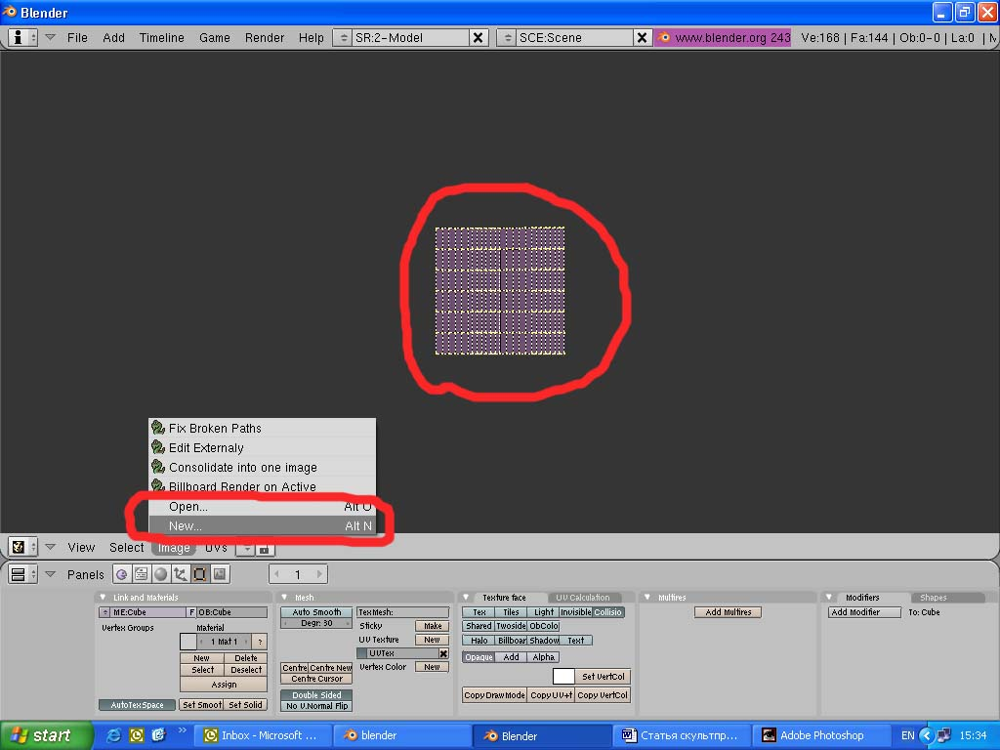 Blender
File Add Timeline Game Render Help SR:2-Model SCE:Scene www.blender.org 243 Ve:168 | Fa:144 | Ob:0-0 | La:0 |
Fix Broken Paths
Edit Externaly
Consolidate into one image
Billboard Render on Active
Open... Alt O
New... Alt N
View Select Image UVs
Panels 1
Link and Materials
ME:Cube F OB:Cube
Vertex Groups Material
1 Mat 1 ?
New Delete
Select Deselect
Assign
AutoTexSpace Set Smoot Set Solid
Mesh
Auto Smooth TexMesh:
Degr: 30 Sticky Make
UV Texture New
UVTex
Vertex Color New
Centre Centre New
Centre Cursor
Double Sided
No V.Normal Flip
Texture face UV Calculation
Tex Tiles Light Invisible Collisio
Shared Twoside ObColo
Halo Billboar Shadow Text
Opaque Add Alpha
Set VertCol
Copy DrawMode Copy UV+t Copy VertCol
Multires
Add Multires
Modifiers Shapes
Add Modifier To: Cube
start Inbox - Microsoft ... blender Blender Статья скультпр... Adobe Photoshop EN 15:34